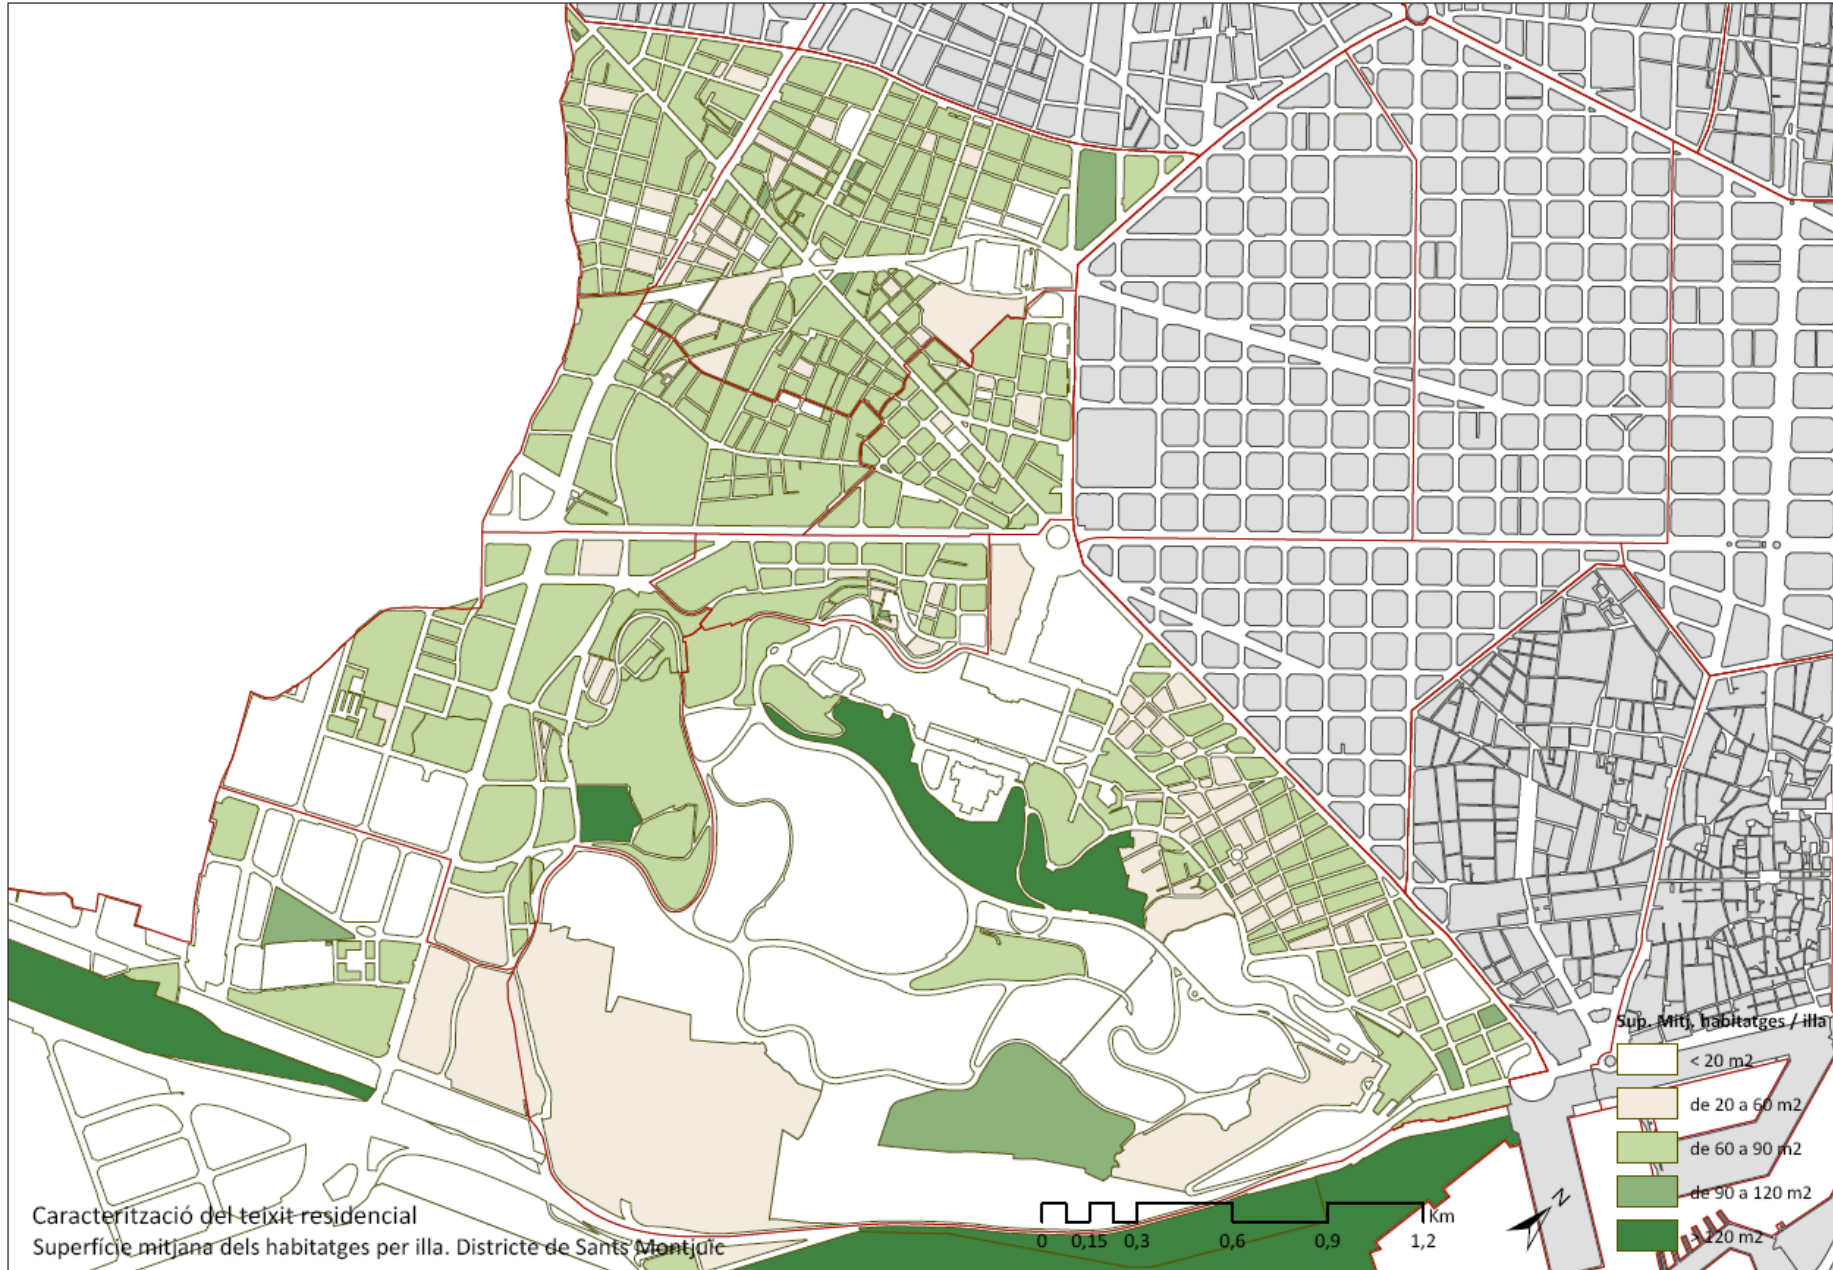 Sup. Mitj. habitatges / illa
< 20 m2
de 20 a 60 m2
de 60 a 90 m2
de 90 a 120 m2
> 120 m2
N
Km
0 0,15 0,3 0,6 0,9 1,2
Caracterització del teixit residencial
Superfície mitjana dels habitatges per illa. Districte de Sants Montjuïc